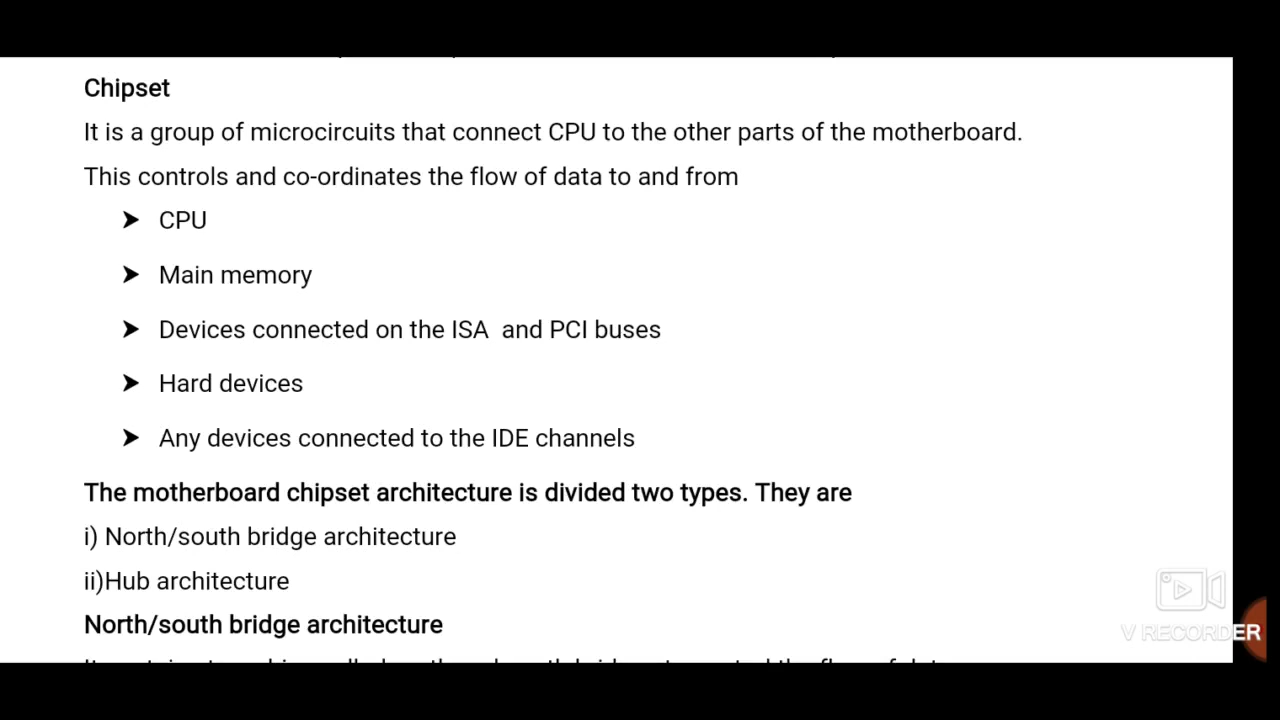 Chipset
It is a group of microcircuits that connect CPU to the other parts of the motherboard.
This controls and co-ordinates the flow of data to and from
➤ CPU
➤ Main memory
➤ Devices connected on the ISA and PCI buses
➤ Hard devices
➤ Any devices connected to the IDE channels
The motherboard chipset architecture is divided two types. They are
i) North/south bridge architecture
ii)Hub architecture
North/south bridge architecture
V RECORDER